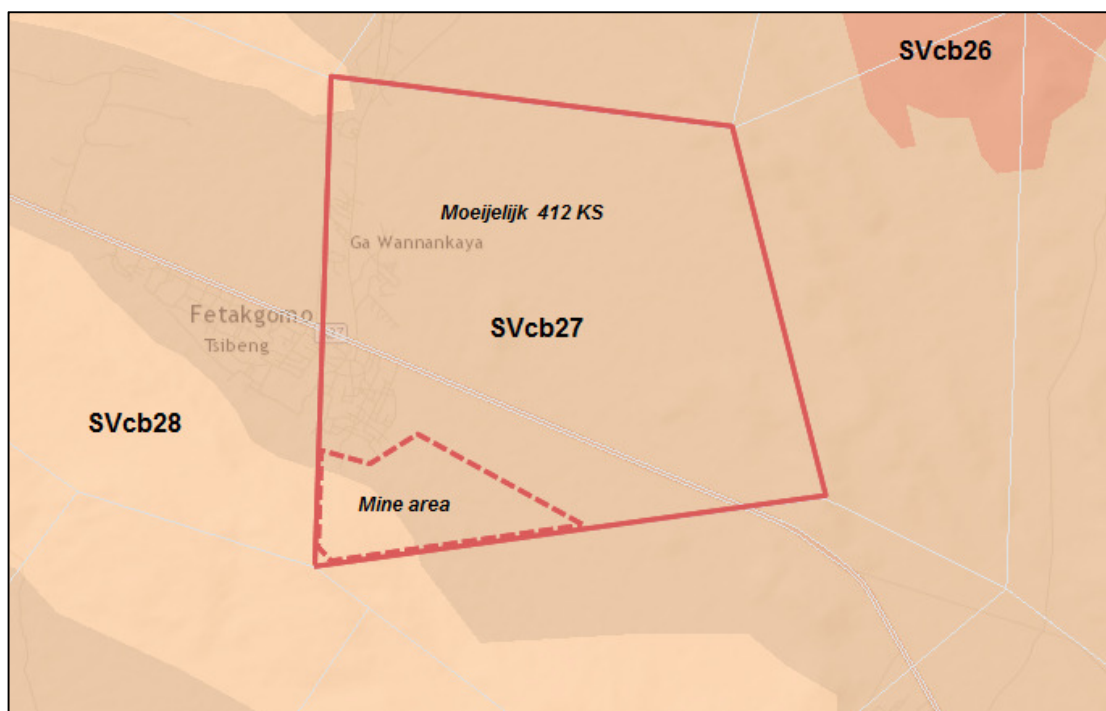 SVcb26
Moeijelijk 412 KS
Ga Wannankaya
SVcb27
Fetakgomo
Tsibeng
SVcb28
Mine area